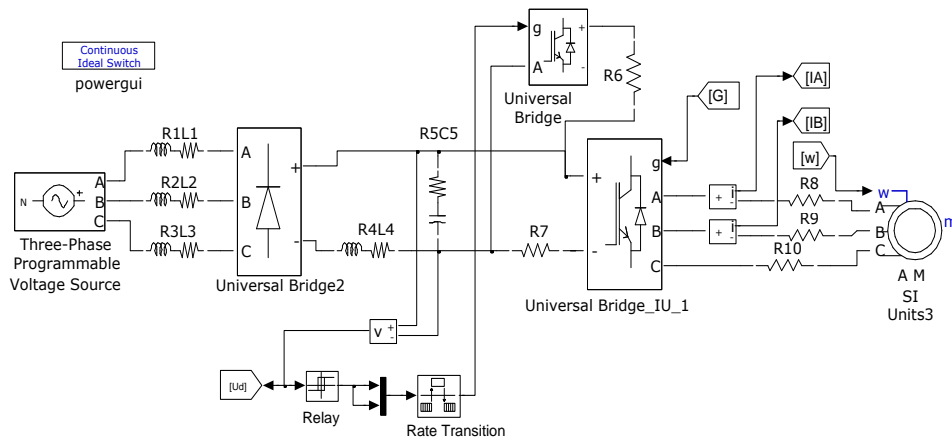 Continuous
Ideal Switch
powergui
g
+
A
-
Universal
Bridge
R6
[IA]
[G]
[IB]
[w]
R1L1
R2L2
R3L3
A
B
C
+
-
Universal Bridge2
N
+
A
B
C
Three-Phase
Programmable
Voltage Source
R5C5
R4L4
R7
+
-
g
A
B
C
Universal Bridge_IU_1
+
i
-
+
i
-
R8
R9
R10
w
A
B
C
m
A M
SI
Units3
v
+
-
[Ud]
Relay
Rate Transition